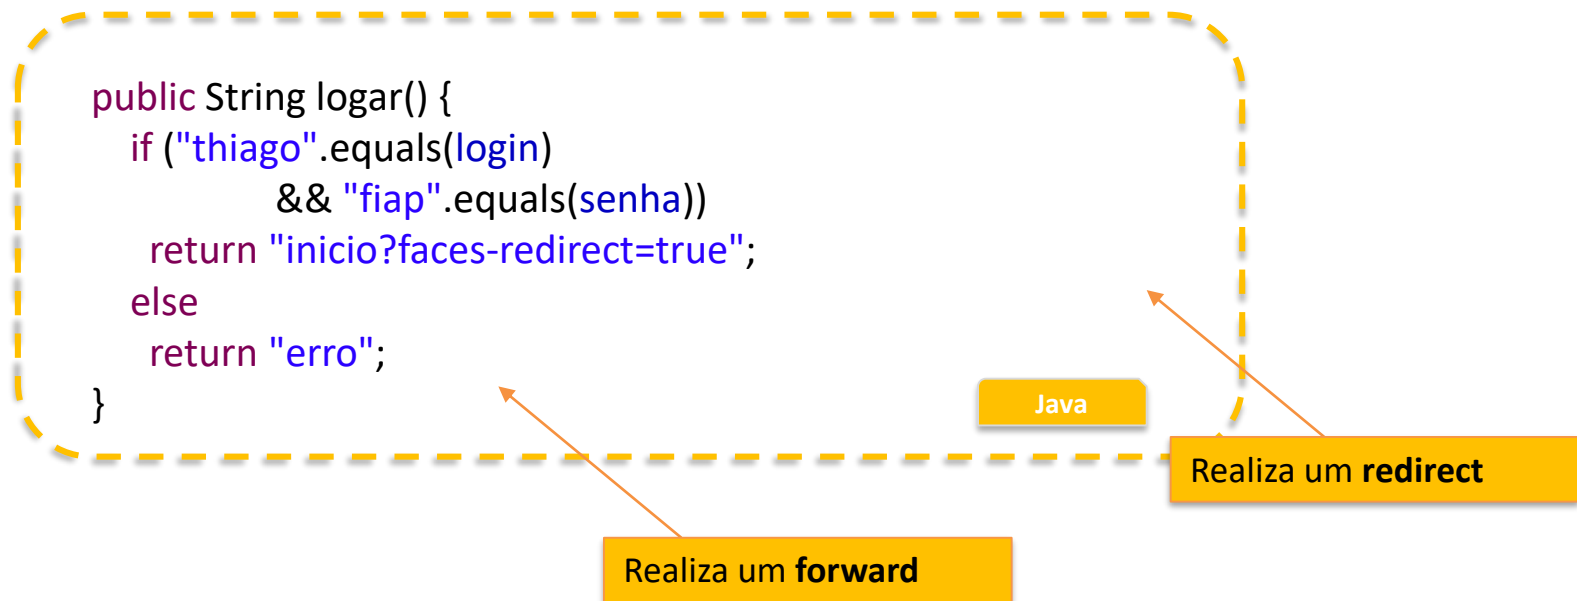 public String logar() {
if ("thiago".equals(login)
&& "fiap".equals(senha))
return "inicio?faces-redirect=true";
else
return "erro";
}
Java
Realiza um redirect
Realiza um forward